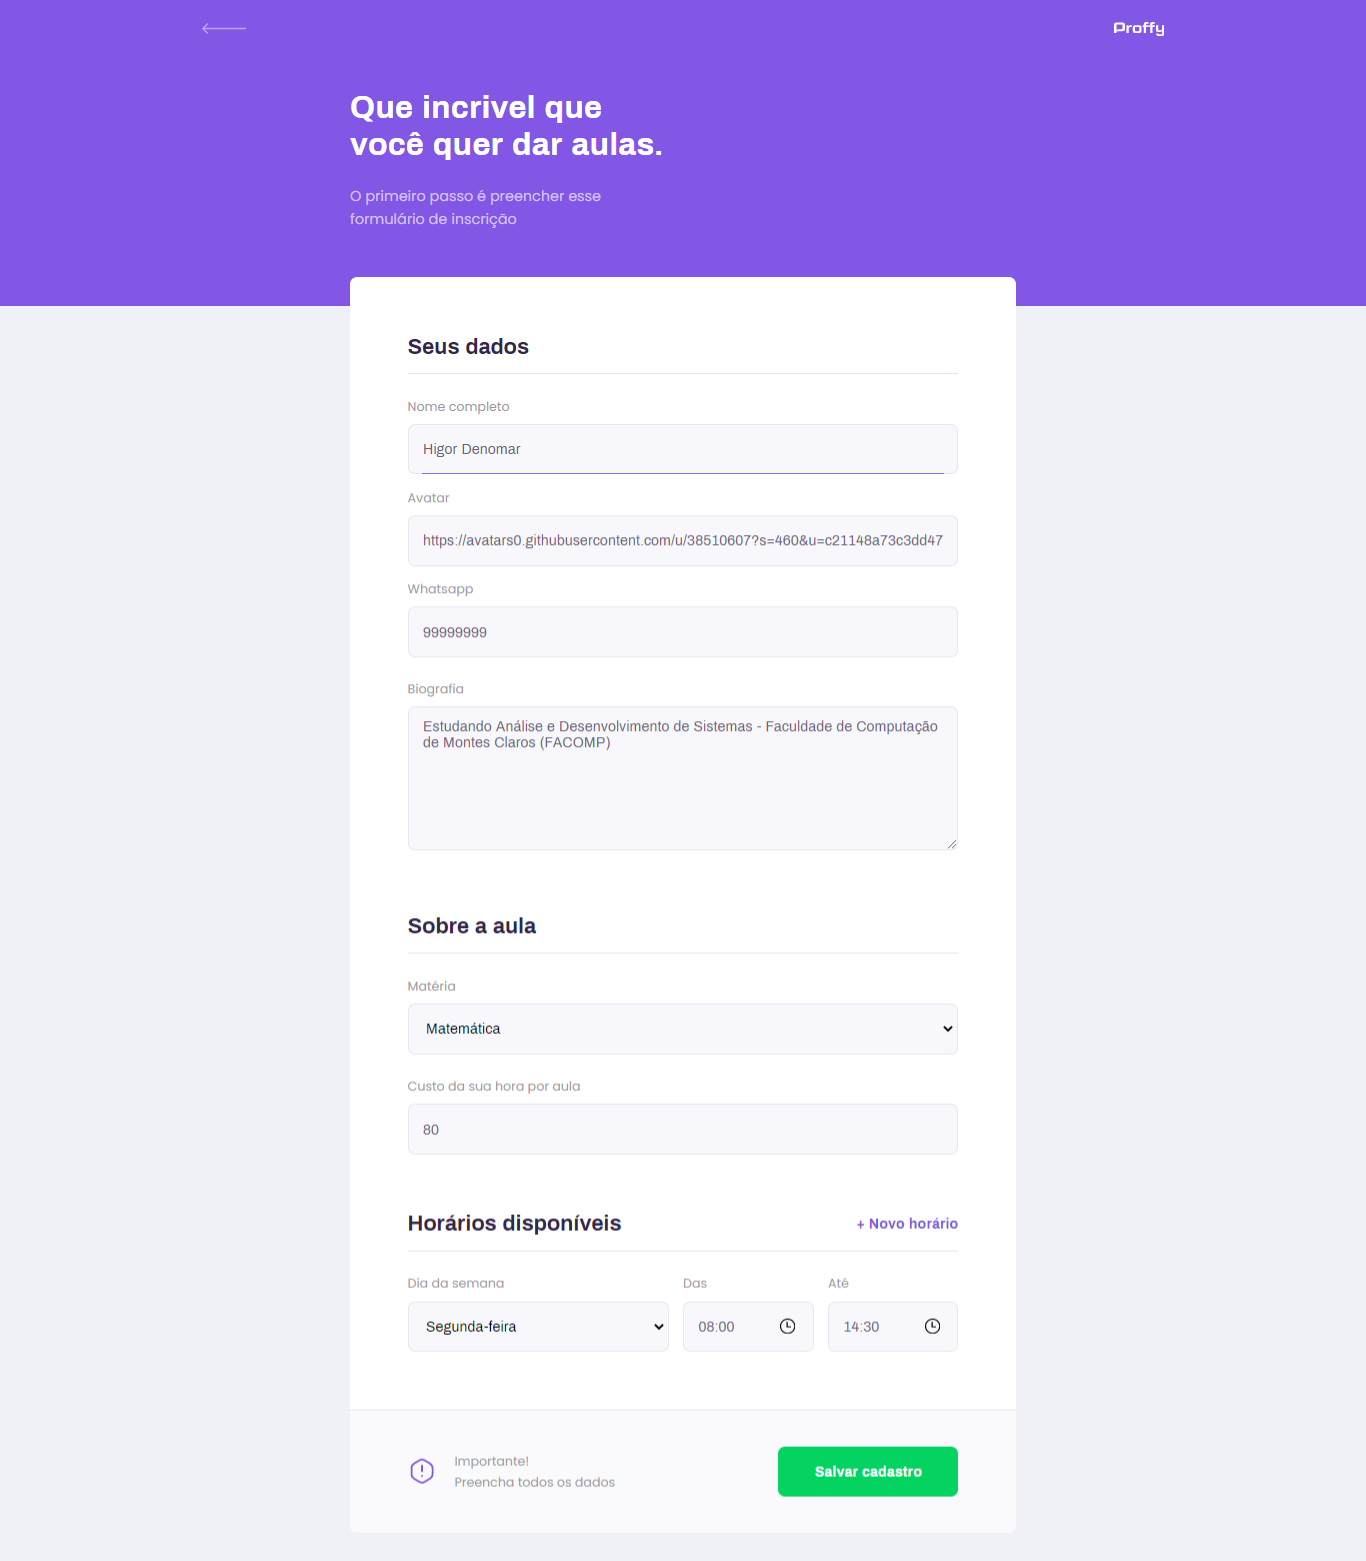 Proffy
Que incrivel que
você quer dar aulas.
O primeiro passo é preencher esse
formulário de inscrição
Seus dados
Nome completo
Higor Denomar
Avatar
https://avatars0.githubusercontent.com/u/38510607?s=460&u=c21148a73c3dd47
Whatsapp
99999999
Biografia
Estudando Análise e Desenvolvimento de Sistemas - Faculdade de Computação
de Montes Claros (FACOMP)
Sobre a aula
Matéria
Matemática
Custo da sua hora por aula
80
Horários disponíveis
+ Novo horário
Dia da semana
Das
Até
Segunda-feira
08:00
14:30
Importante!
Preencha todos os dados
Salvar cadastro